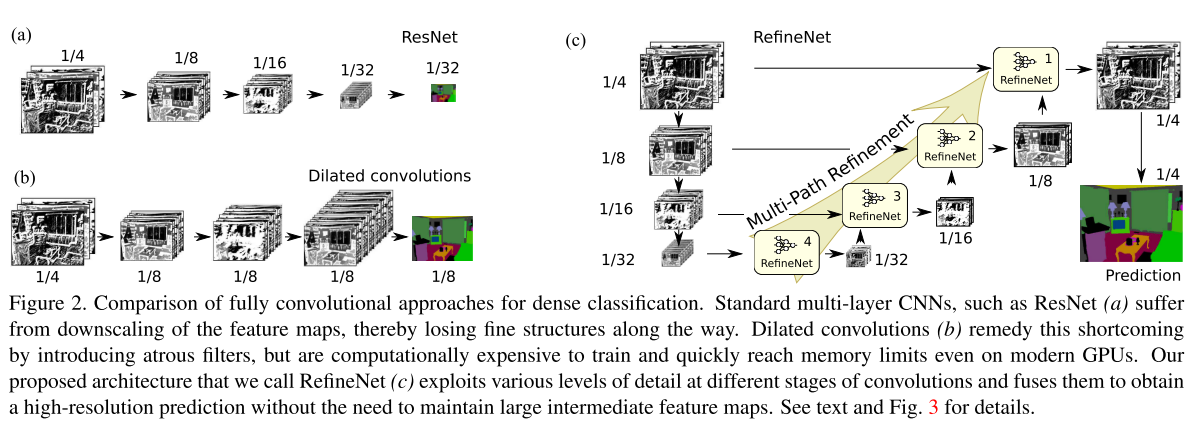 (a)
ResNet
1/4
1/8
1/16
1/32
1/32
(b)
Dilated convolutions
1/4
1/8
1/8
1/8
1/8
(c)
RefineNet
1/4
1
RefineNet
1/4
1/8
2
RefineNet
1/8
Multi-Path Refinement
1/16
3
RefineNet
1/16
1/32
4
RefineNet
1/32
1/4
Prediction
Figure 2. Comparison of fully convolutional approaches for dense classification. Standard multi-layer CNNs, such as ResNet (a) suffer
from downscaling of the feature maps, thereby losing fine structures along the way. Dilated convolutions (b) remedy this shortcoming
by introducing atrous filters, but are computationally expensive to train and quickly reach memory limits even on modern GPUs. Our
proposed architecture that we call RefineNet (c) exploits various levels of detail at different stages of convolutions and fuses them to obtain
a high-resolution prediction without the need to maintain large intermediate feature maps. See text and Fig. 3 for details.